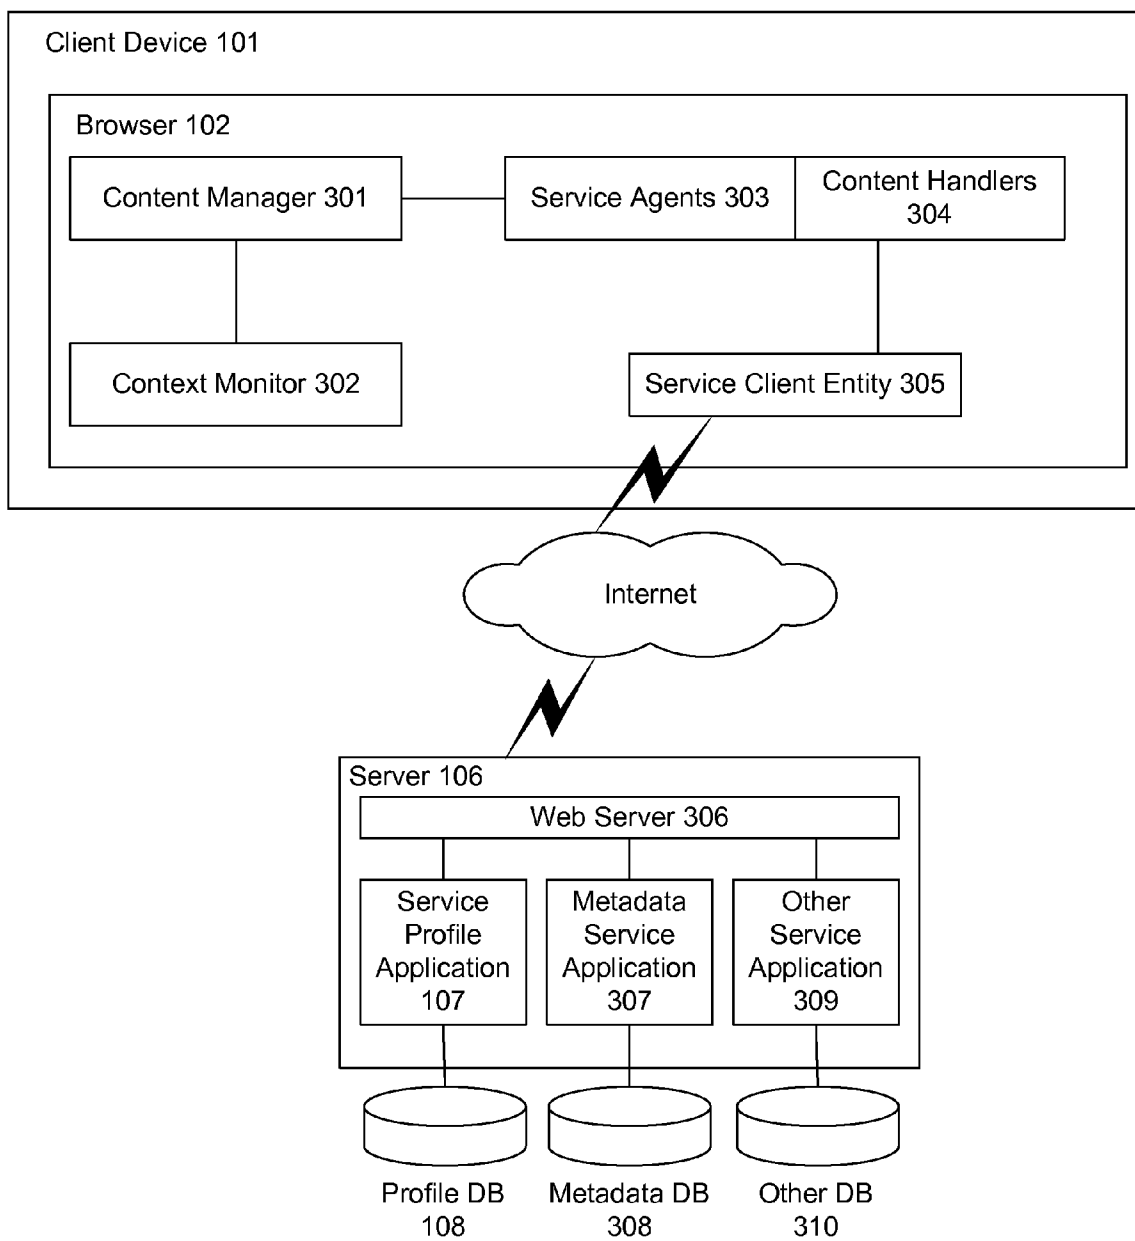 Client Device 101
Browser 102
Content Manager 301
Service Agents 303
Content Handlers
304
Context Monitor 302
Service Client Entity 305
Internet
Server 106
Web Server 306
Service
Profile
Application
107
Metadata
Service
Application
307
Other
Service
Application
309
Profile DB
108
Metadata DB
308
Other DB
310